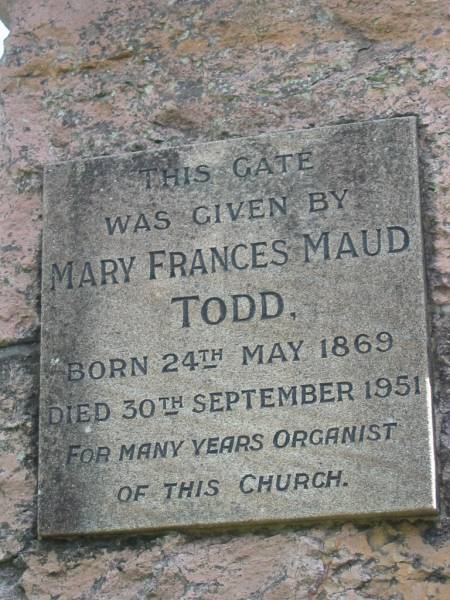 THIS GATE
WAS GIVEN BY
MARY FRANCES MAUD
TODD,
BORN 24TH MAY 1869
DIED 30TH SEPTEMBER 1951
FOR MANY YEARS ORGANIST
OF THIS CHURCH.